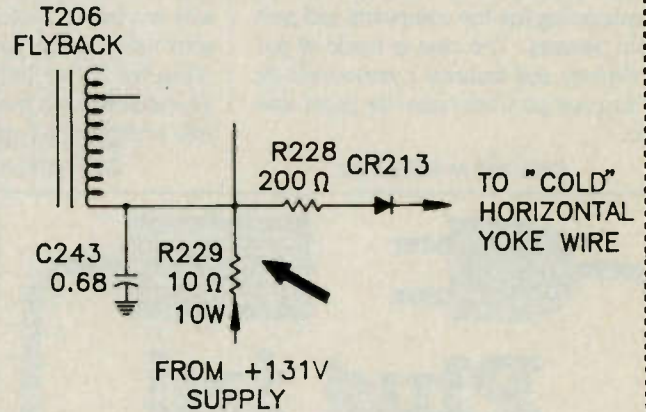 T206
FLYBACK
R228
200 Ω
CR213
TO "COLD"
HORIZONTAL
YOKE WIRE
C243
0.68
R229
10 Ω
10W
FROM +131V
SUPPLY